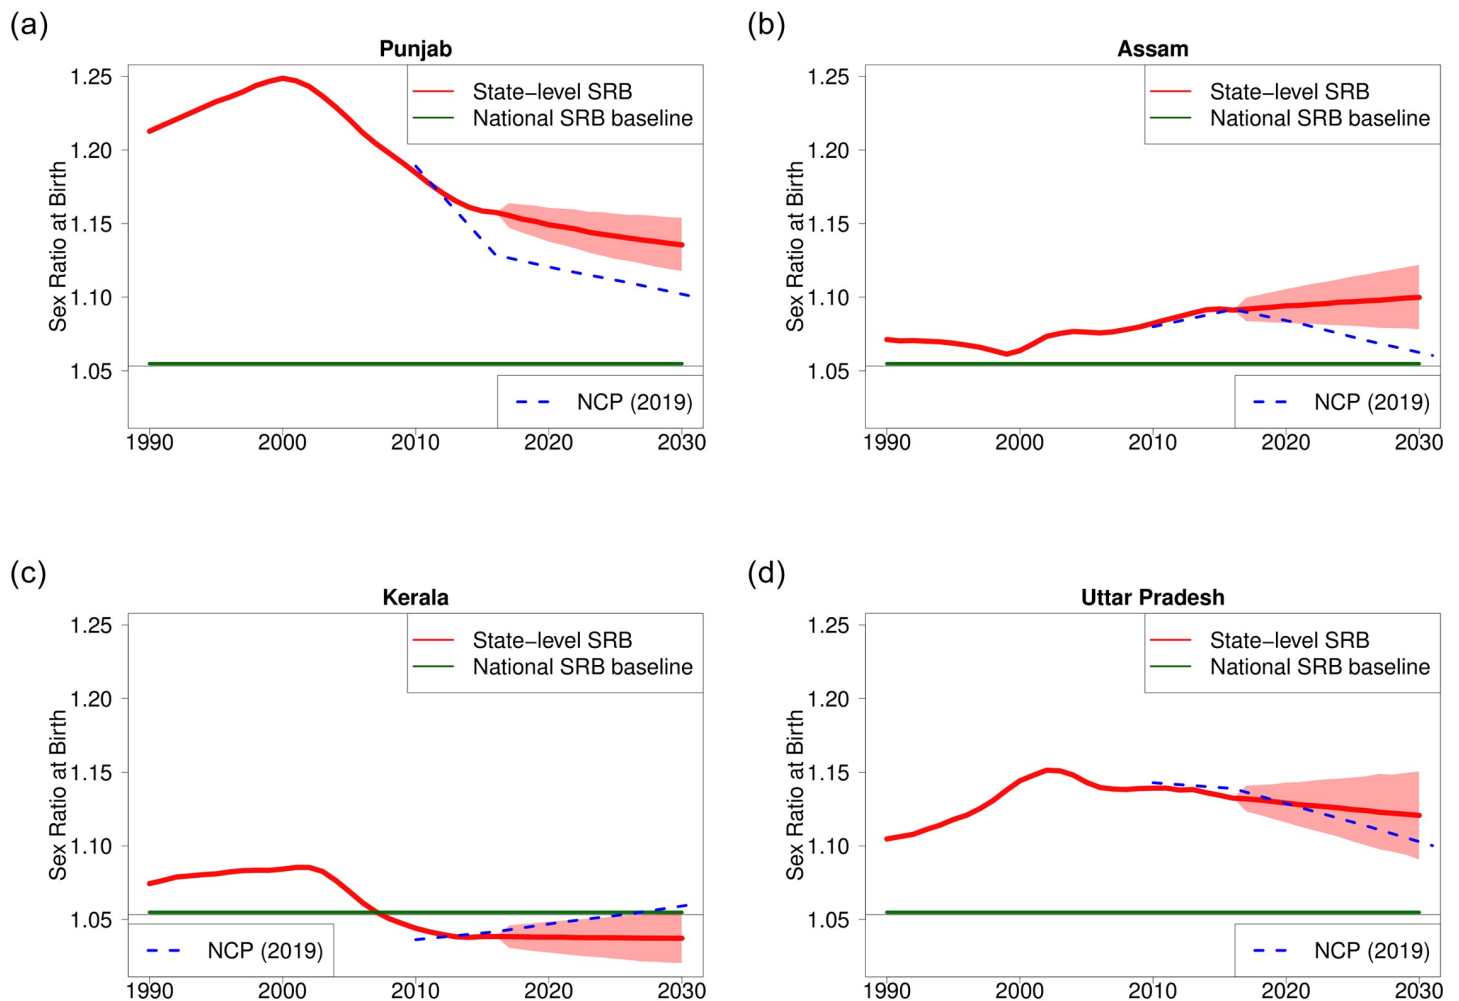 (a)
Punjab
Sex Ratio at Birth
1.25
1.20
1.15
1.10
1.05
State−level SRB
National SRB baseline
NCP (2019)
1990 2000 2010 2020 2030
(b)
Assam
Sex Ratio at Birth
1.25
1.20
1.15
1.10
1.05
State−level SRB
National SRB baseline
NCP (2019)
1990 2000 2010 2020 2030
(c)
Kerala
Sex Ratio at Birth
1.25
1.20
1.15
1.10
1.05
State−level SRB
National SRB baseline
NCP (2019)
1990 2000 2010 2020 2030
(d)
Uttar Pradesh
Sex Ratio at Birth
1.25
1.20
1.15
1.10
1.05
State−level SRB
National SRB baseline
NCP (2019)
1990 2000 2010 2020 2030